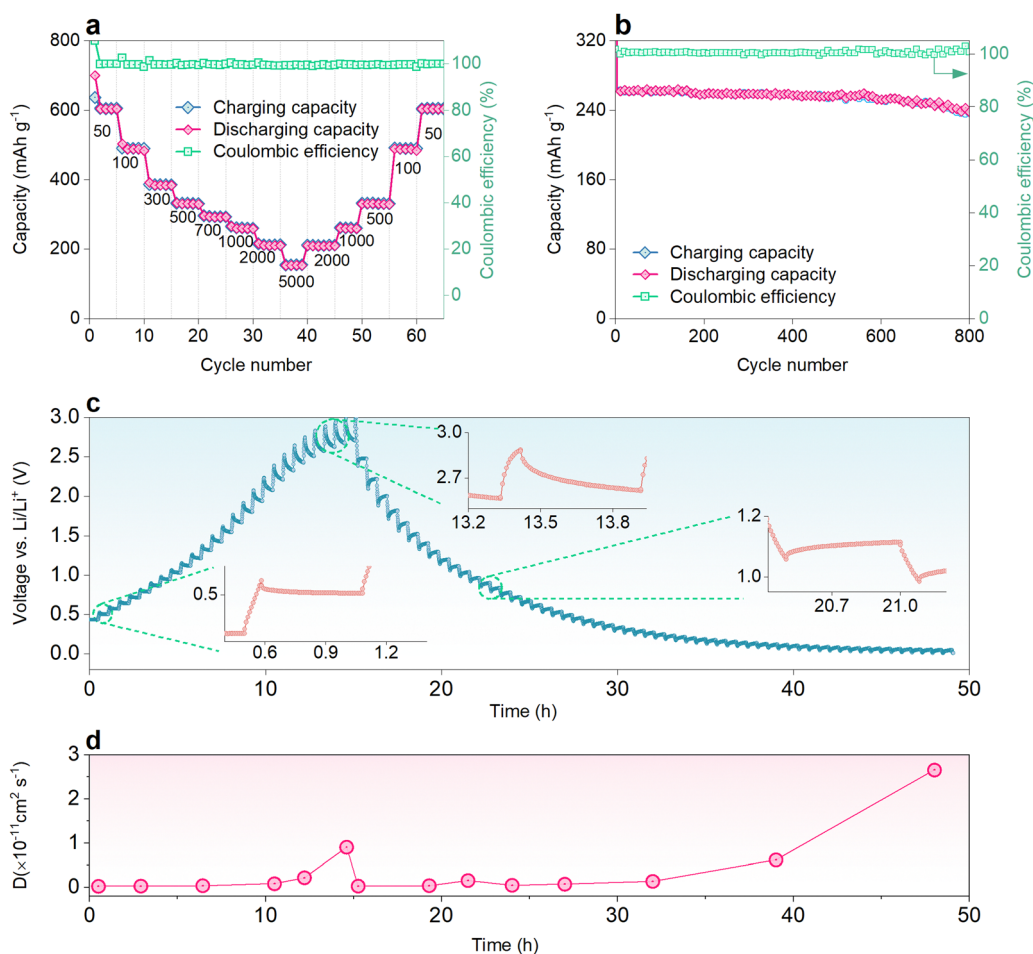 a
800
600
400
200
0
Capacity (mAh g⁻¹)
Charging capacity
Discharging capacity
Coulombic efficiency
50
100
300
500
700
1000
2000
5000
2000
1000
500
100
50
100
80
60
40
20
0
Coulombic efficiency (%)
0 10 20 30 40 50 60
Cycle number
b
320
240
160
80
0
Capacity (mAh g⁻¹)
Charging capacity
Discharging capacity
Coulombic efficiency
100
80
60
40
20
0
Coulombic efficiency (%)
0 200 400 600 800
Cycle number
c
3.0
2.5
2.0
1.5
1.0
0.5
0.0
Voltage vs. Li/Li⁺ (V)
3.0
2.7
13.2 13.5 13.8
1.2
1.0
20.7 21.0
0.5
0.6 0.9 1.2
0 10 20 30 40 50
Time (h)
d
3
2
1
0
D(×10⁻¹¹cm² s⁻¹)
0 10 20 30 40 50
Time (h)